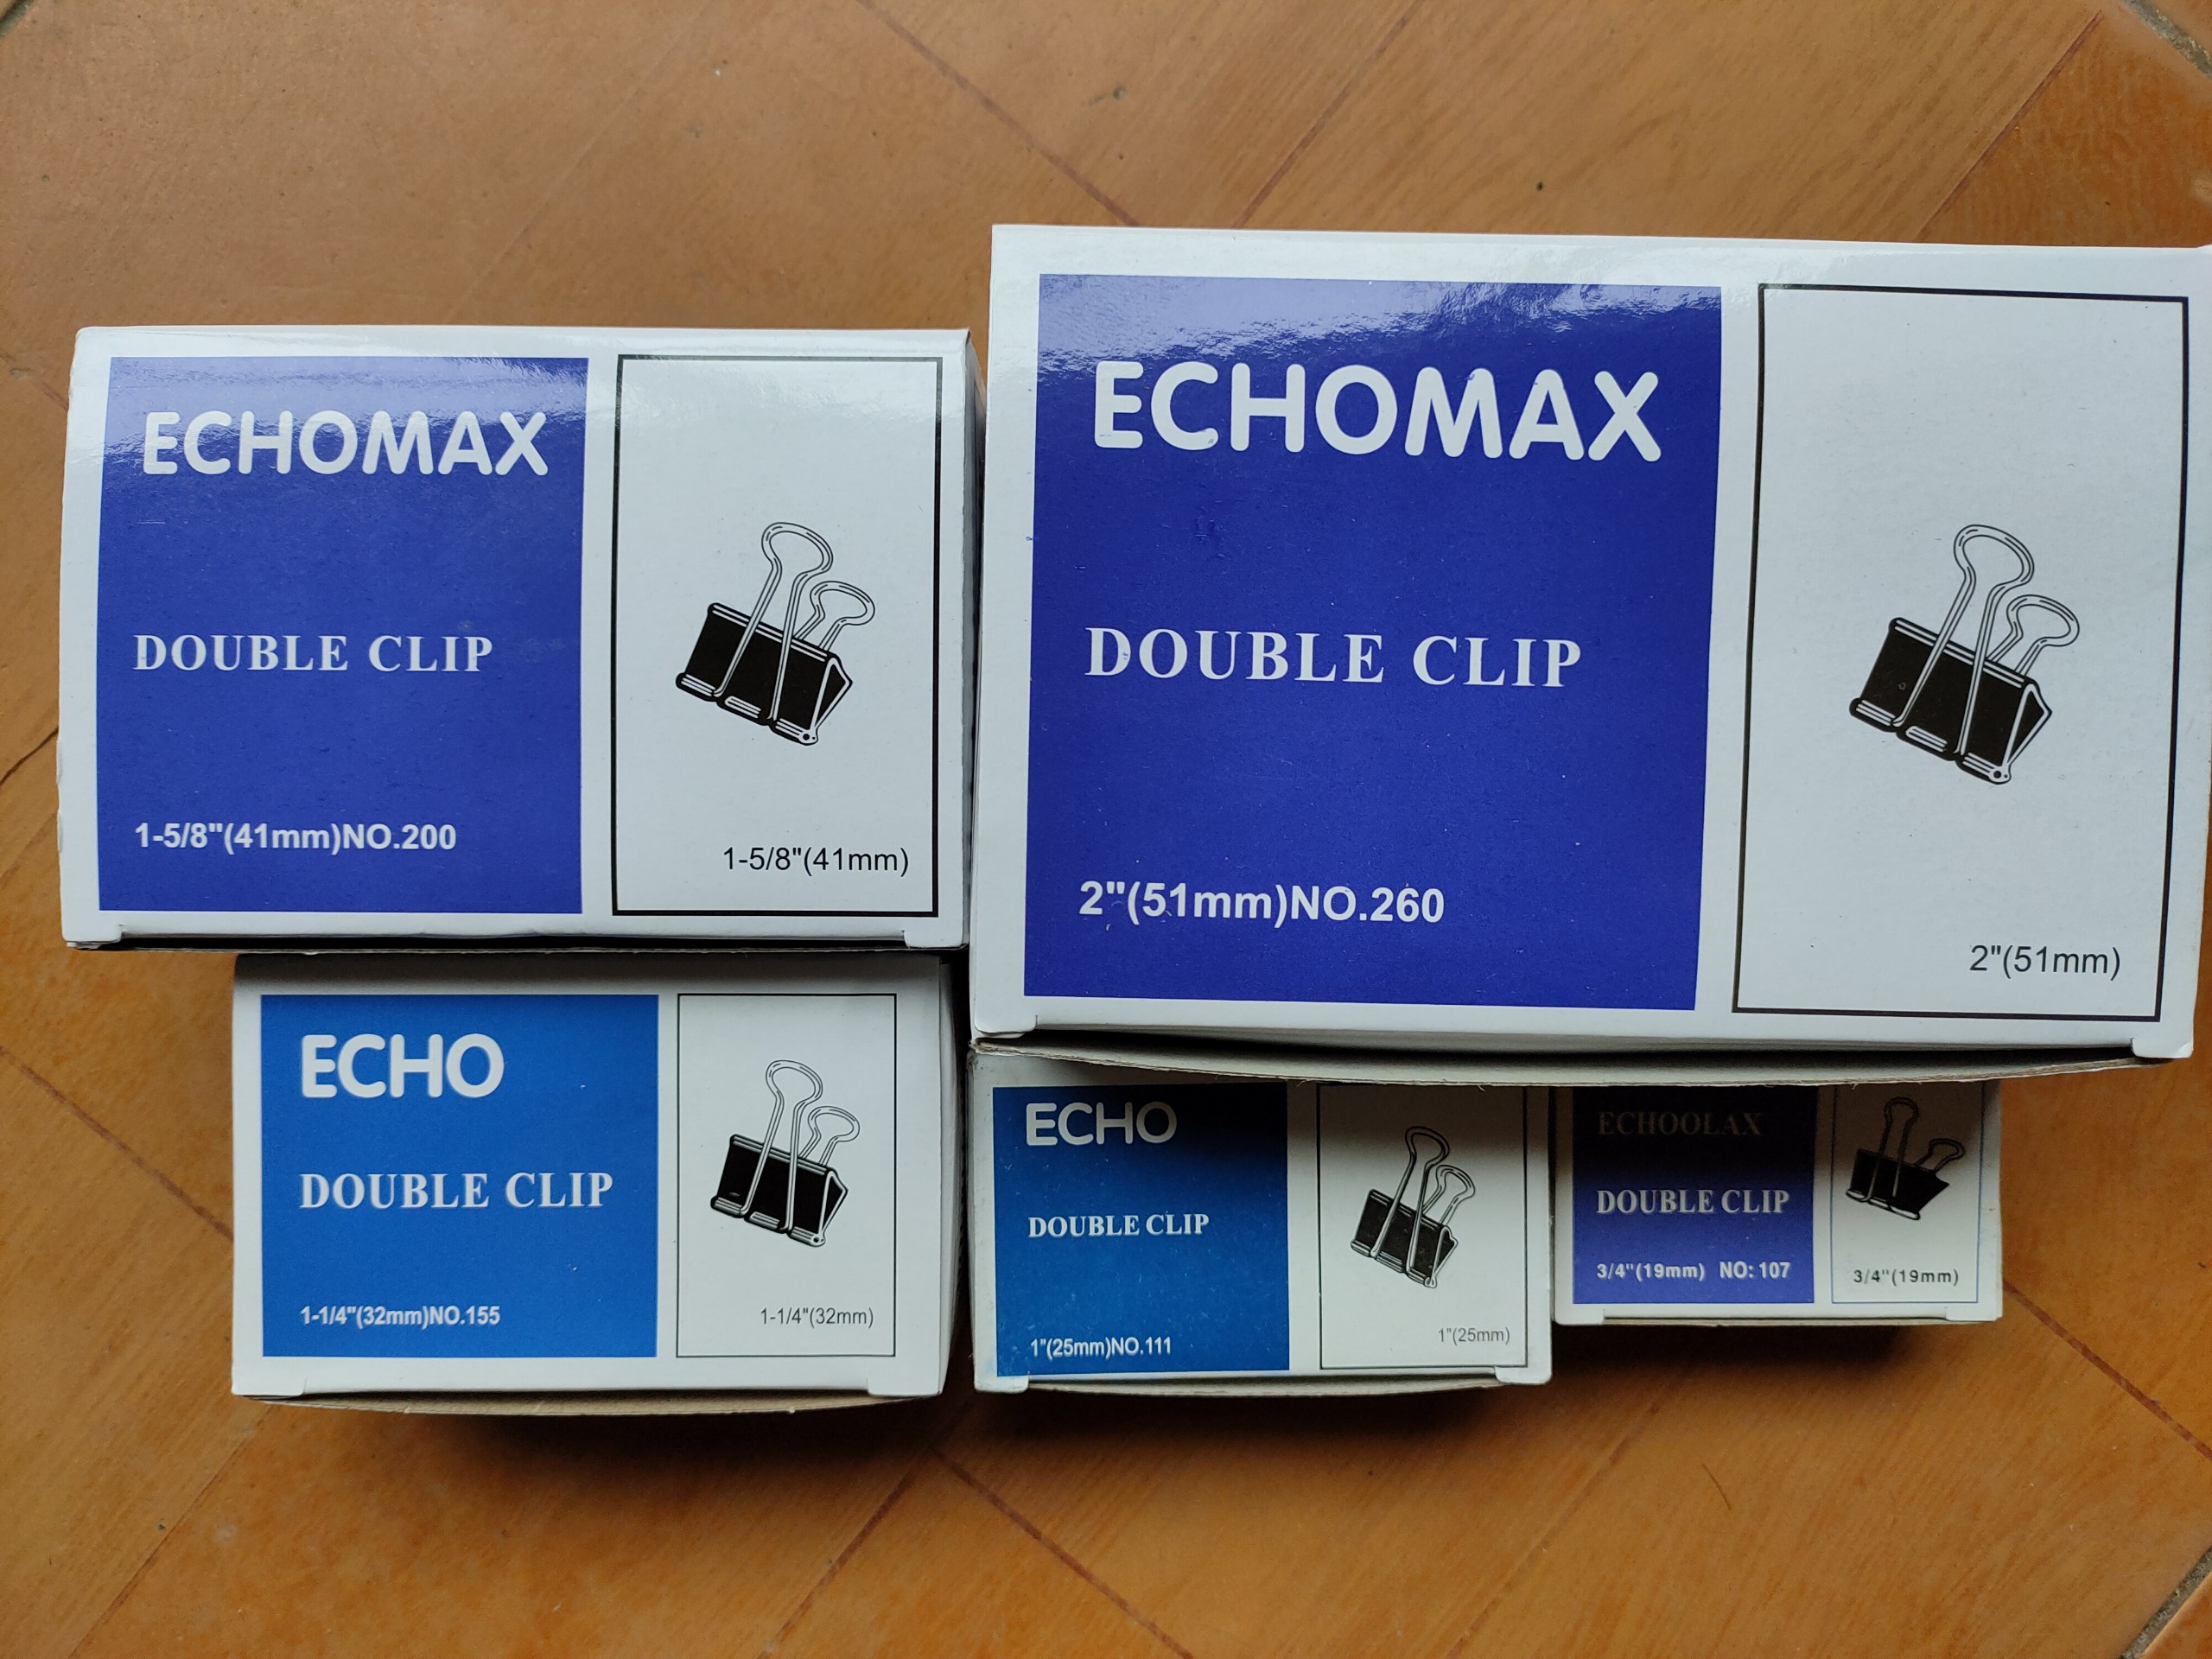 ECHOMAX
DOUBLE CLIP
1-5/8"(41mm)NO.200
1-5/8"(41mm)
ECHOMAX
DOUBLE CLIP
2"(51mm)NO.260
2"(51mm)
ECHO
DOUBLE CLIP
1-1/4"(32mm)NO.155
1-1/4"(32mm)
ECHO
DOUBLE CLIP
1"(25mm)NO.111
1"(25mm)
ECHOOLAX
DOUBLE CLIP
3/4"(19mm) NO: 107
3/4"(19mm)